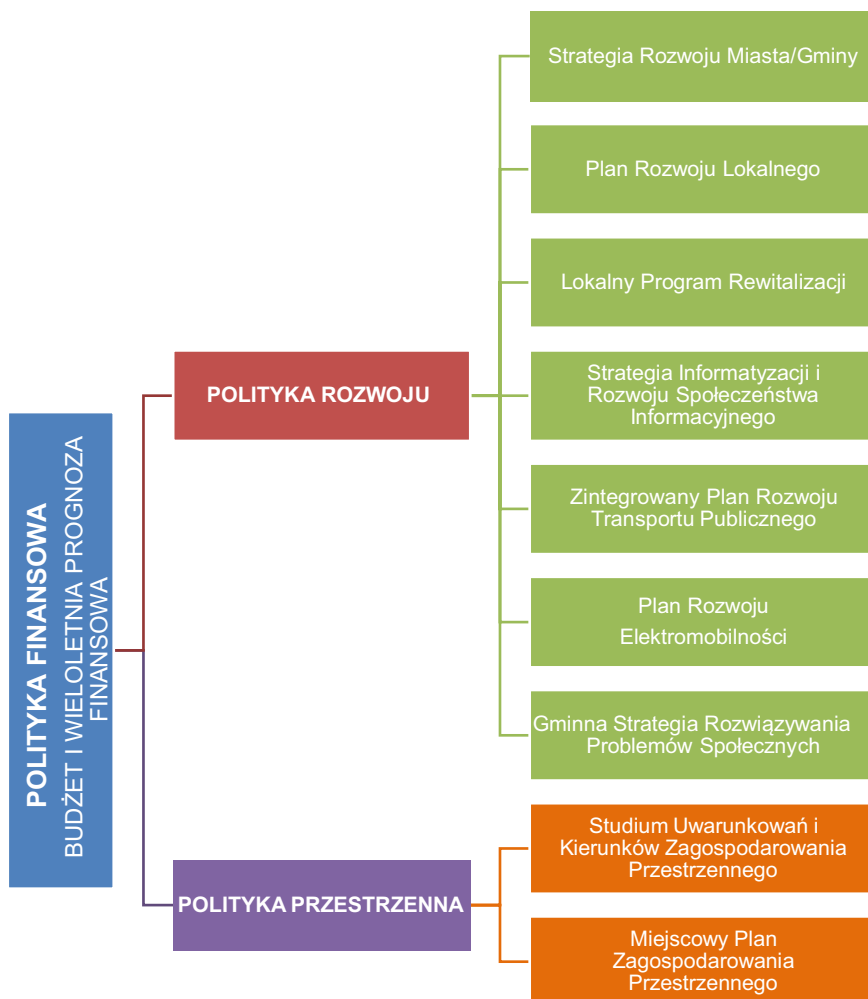 POLITYKA FINANSOWA
BUDŻET I WIELOLETNIA PROGNOZA
FINANSOWA
POLITYKA ROZWOJU
Strategia Rozwoju Miasta/Gminy
Plan Rozwoju Lokalnego
Lokalny Program Rewitalizacji
Strategia Informatyzacji i
Rozwoju Społeczeństwa
Informacyjnego
Zintegrowany Plan Rozwoju
Transportu Publicznego
Plan Rozwoju
Elektromobilności
Gminna Strategia Rozwiązywania
Problemów Społecznych
POLITYKA PRZESTRZENNA
Studium Uwarunkowań i
Kierunków Zagospodarowania
Przestrzennego
Miejscowy Plan
Zagospodarowania
Przestrzennego